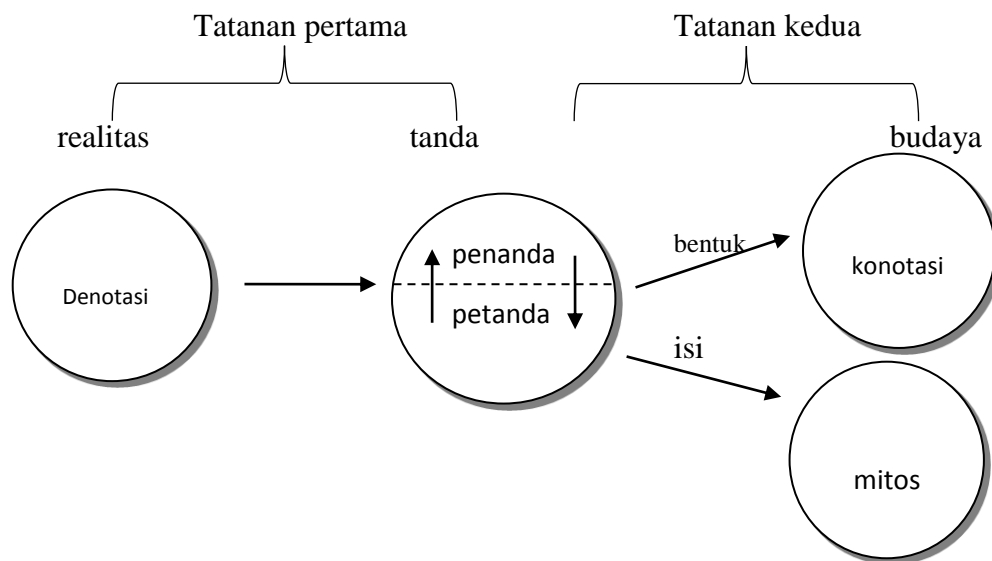 Tatanan pertama
Tatanan kedua
realitas
tanda
budaya
Denotasi
penanda
petanda
bentuk
isi
konotasi
mitos